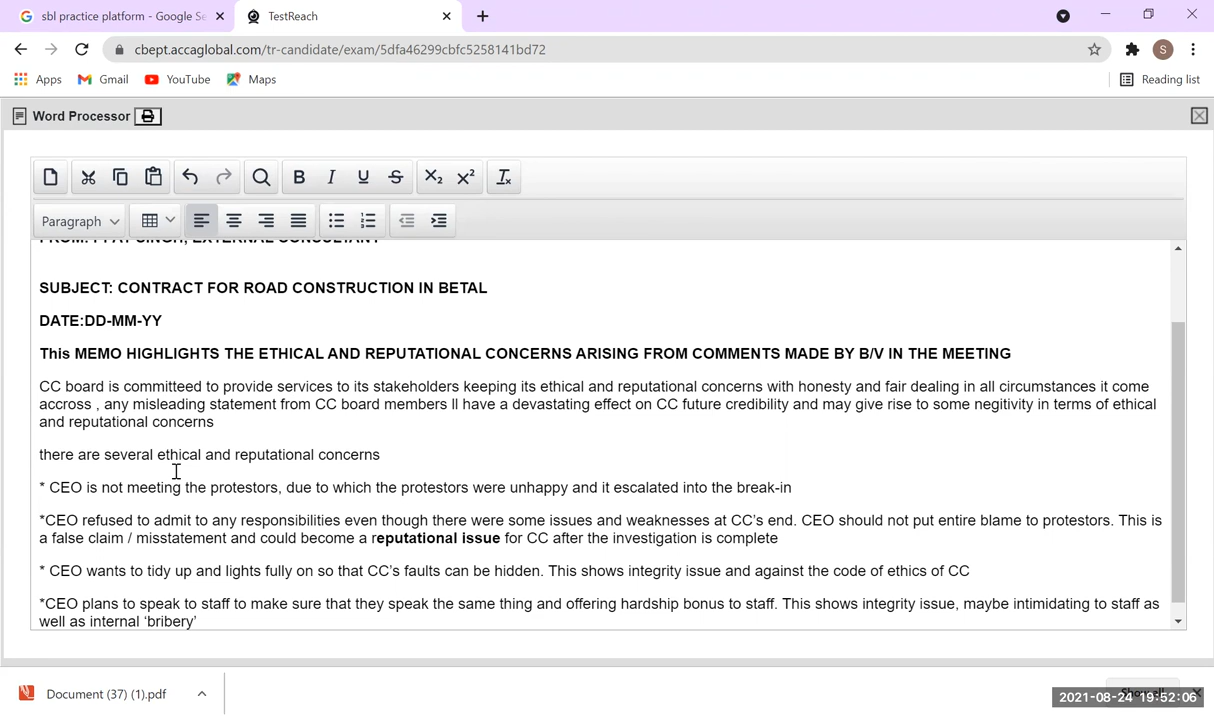 sbl practice platform - Google Se
TestReach
cbept.accaglobal.com/tr-candidate/exam/5dfa46299cbfc5258141bd72
S
Apps
Gmail
YouTube
Maps
Reading list
Word Processor
Paragraph
SUBJECT: CONTRACT FOR ROAD CONSTRUCTION IN BETAL
DATE:DD-MM-YY
This MEMO HIGHLIGHTS THE ETHICAL AND REPUTATIONAL CONCERNS ARISING FROM COMMENTS MADE BY B/V IN THE MEETING
CC board is committeed to provide services to its stakeholders keeping its ethical and reputational concerns with honesty and fair dealing in all circumstances it come
accross , any misleading statement from CC board members ll have a devastating effect on CC future credibility and may give rise to some negitivity in terms of ethical
and reputational concerns
there are several ethical and reputational concerns
* CEO is not meeting the protestors, due to which the protestors were unhappy and it escalated into the break-in
*CEO refused to admit to any responsibilities even though there were some issues and weaknesses at CC's end. CEO should not put entire blame to protestors. This is
a false claim / misstatement and could become a reputational issue for CC after the investigation is complete
* CEO wants to tidy up and lights fully on so that CC's faults can be hidden. This shows integrity issue and against the code of ethics of CC
*CEO plans to speak to staff to make sure that they speak the same thing and offering hardship bonus to staff. This shows integrity issue, maybe intimidating to staff as
well as internal 'bribery'
Document (37) (1).pdf
2021-08-24 19:52:06